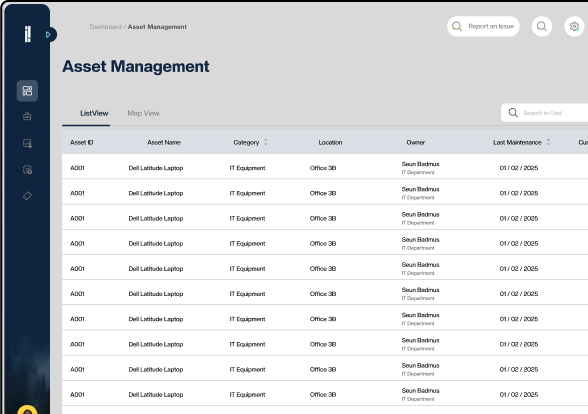 Dashboard / Asset Management
Report an Issue
Asset Management
ListView Map View
Search in Grid
Asset ID Asset Name Category Location Owner Last Maintenance Cur
A001 Dell Latitude Laptop IT Equipment Office 3B Seun Badmus 01 / 02 / 2025
IT Department
A001 Dell Latitude Laptop IT Equipment Office 3B Seun Badmus 01 / 02 / 2025
IT Department
A001 Dell Latitude Laptop IT Equipment Office 3B Seun Badmus 01 / 02 / 2025
IT Department
A001 Dell Latitude Laptop IT Equipment Office 3B Seun Badmus 01 / 02 / 2025
IT Department
A001 Dell Latitude Laptop IT Equipment Office 3B Seun Badmus 01 / 02 / 2025
IT Department
A001 Dell Latitude Laptop IT Equipment Office 3B Seun Badmus 01 / 02 / 2025
IT Department
A001 Dell Latitude Laptop IT Equipment Office 3B Seun Badmus 01 / 02 / 2025
IT Department
A001 Dell Latitude Laptop IT Equipment Office 3B Seun Badmus 01 / 02 / 2025
IT Department
A001 Dell Latitude Laptop IT Equipment Office 3B Seun Badmus 01 / 02 / 2025
IT Department
A001 Dell Latitude Laptop IT Equipment Office 3B Seun Badmus 01 / 02 / 2025
IT Department